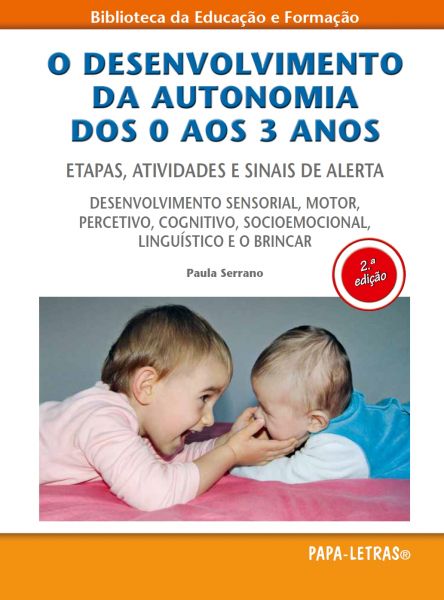 Biblioteca da Educação e Formação
O DESENVOLVIMENTO
DA AUTONOMIA
DOS 0 AOS 3 ANOS
ETAPAS, ATIVIDADES E SINAIS DE ALERTA
DESENVOLVIMENTO SENSORIAL, MOTOR,
PERCETIVO, COGNITIVO, SOCIOEMOCIONAL,
LINGUÍSTICO E O BRINCAR
Paula Serrano
2.ª
edição
PAPA-LETRAS®